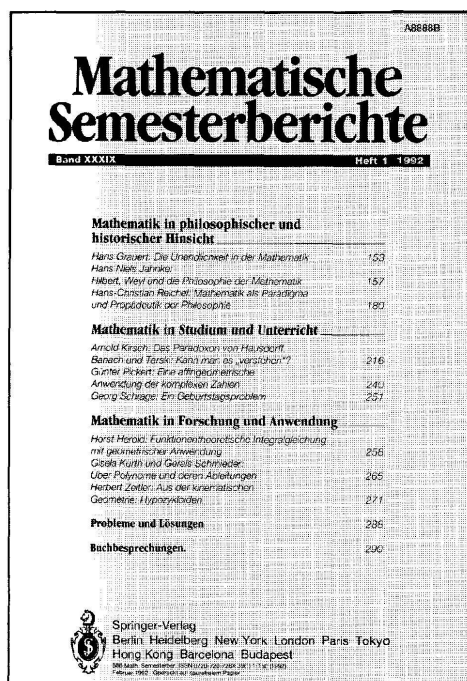 A8888B
Mathematische
Semesterberichte
Band XXXIX Heft 1 1992
Mathematik in philosophischer und
historischer Hinsicht
Hans Grauert: Die Unendlichkeit in der Mathematik 153
Hans Niels Jahnke:
Hilbert, Weyl und die Philosophie der Mathematik 157
Hans-Christian Reichel: Mathematik als Paradigma
und Propädeutik der Philosophie 180
Mathematik in Studium und Unterricht
Arnold Kirsch: Das Paradoxon von Hausdorff,
Banach und Tarski: Kann man es „verstehen“? 216
Günter Pickert: Eine affingeometrische
Anwendung der komplexen Zahlen 240
Georg Schrage: Ein Geburtstagsproblem 251
Mathematik in Forschung und Anwendung
Horst Herold: Funktionentheoretische Integralgleichung
mit geometrischer Anwendung 258
Gisela Kurth und Gerald Schmieder:
Über Polynome und deren Ableitungen 265
Herbert Zeitler: Aus der kinematischen
Geometrie: Hypozykloiden 271
Probleme und Lösungen 286
Buchbesprechungen. 290
Springer-Verlag
Berlin Heidelberg New York London Paris Tokyo
Hong Kong Barcelona Budapest